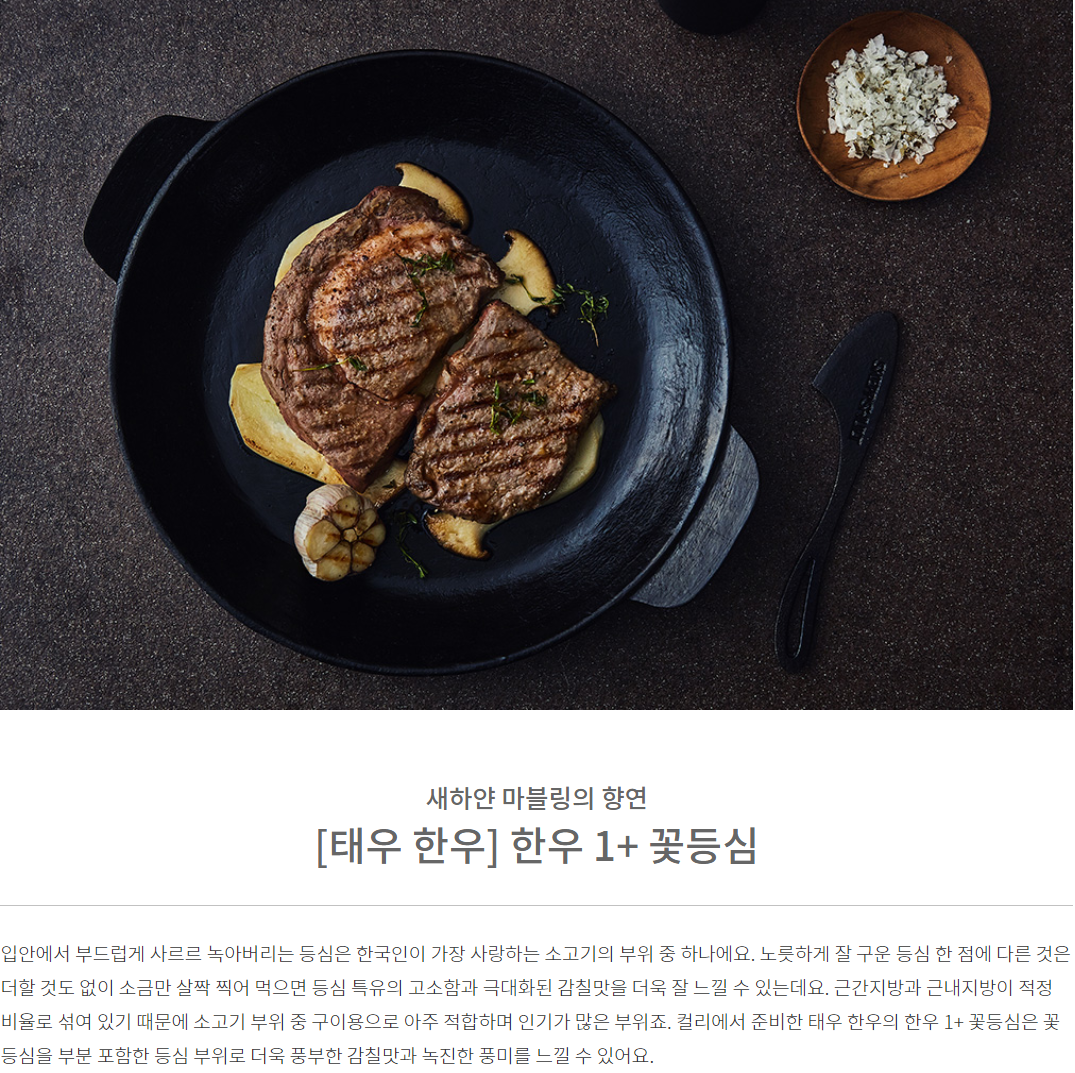 새하얀 마블링의 향연
[태우 한우] 한우 1+ 꽃등심
입안에서 부드럽게 사르르 녹아버리는 등심은 한국인이 가장 사랑하는 소고기의 부위 중 하나에요. 노릇하게 잘 구운 등심 한 점에 다른 것은
더할 것도 없이 소금만 살짝 찍어 먹으면 등심 특유의 고소함과 극대화된 감칠맛을 더욱 잘 느낄 수 있는데요. 근간지방과 근내지방이 적정
비율로 섞여 있기 때문에 소고기 부위 중 구이용으로 아주 적합하며 인기가 많은 부위죠. 컬리에서 준비한 태우 한우의 한우 1+ 꽃등심은 꽃
등심을 부분 포함한 등심 부위로 더욱 풍부한 감칠맛과 녹진한 풍미를 느낄 수 있어요.